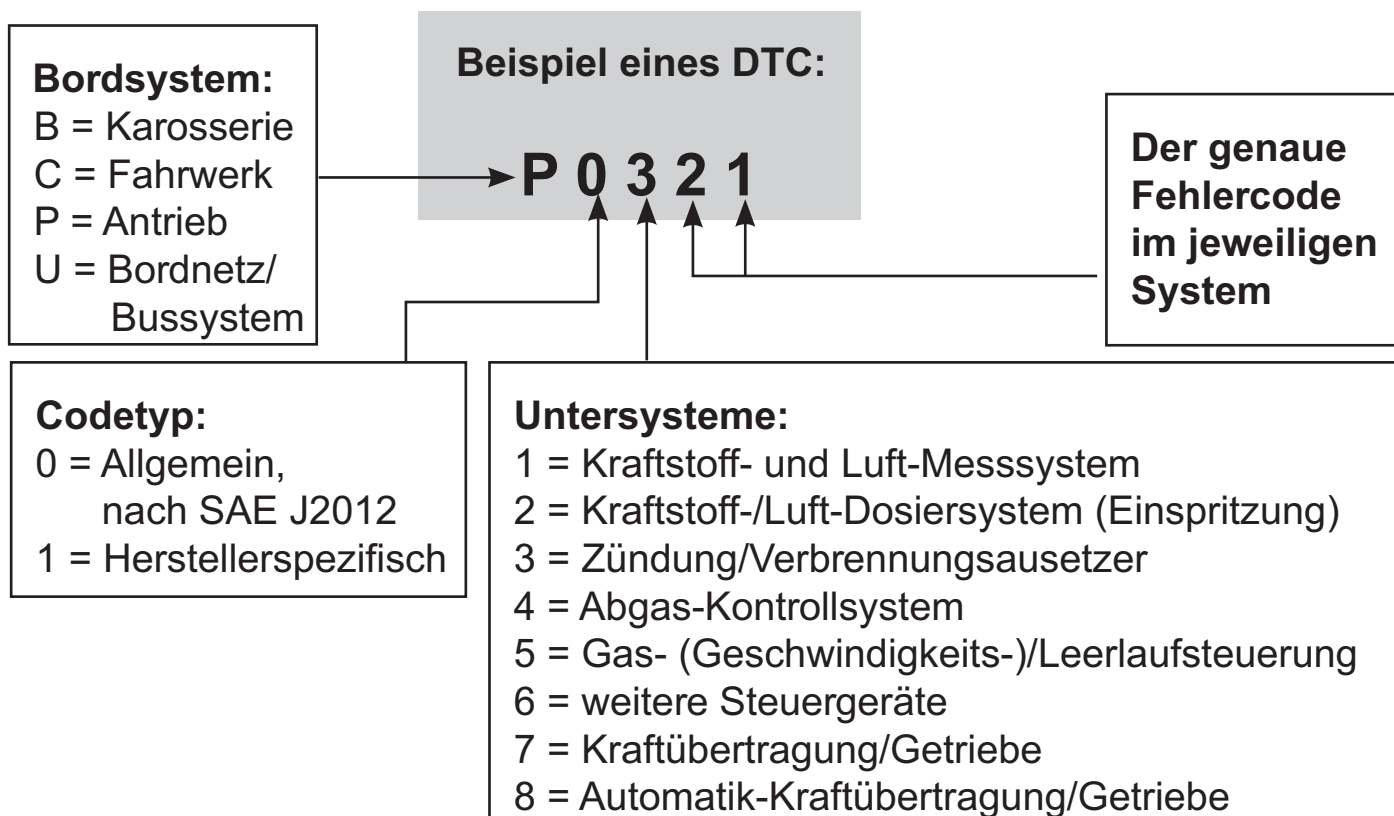 Bordsystem:
B = Karosserie
C = Fahrwerk
P = Antrieb
U = Bordnetz/
Bussystem
Beispiel eines DTC:
P 0 3 2 1
Der genaue
Fehlercode
im jeweiligen
System
Codetyp:
0 = Allgemein,
nach SAE J2012
1 = Herstellerspezifisch
Untersysteme:
1 = Kraftstoff- und Luft-Messsystem
2 = Kraftstoff-/Luft-Dosiersystem (Einspritzung)
3 = Zündung/Verbrennungsausetzer
4 = Abgas-Kontrollsystem
5 = Gas- (Geschwindigkeits-)/Leerlaufsteuerung
6 = weitere Steuergeräte
7 = Kraftübertragung/Getriebe
8 = Automatik-Kraftübertragung/Getriebe